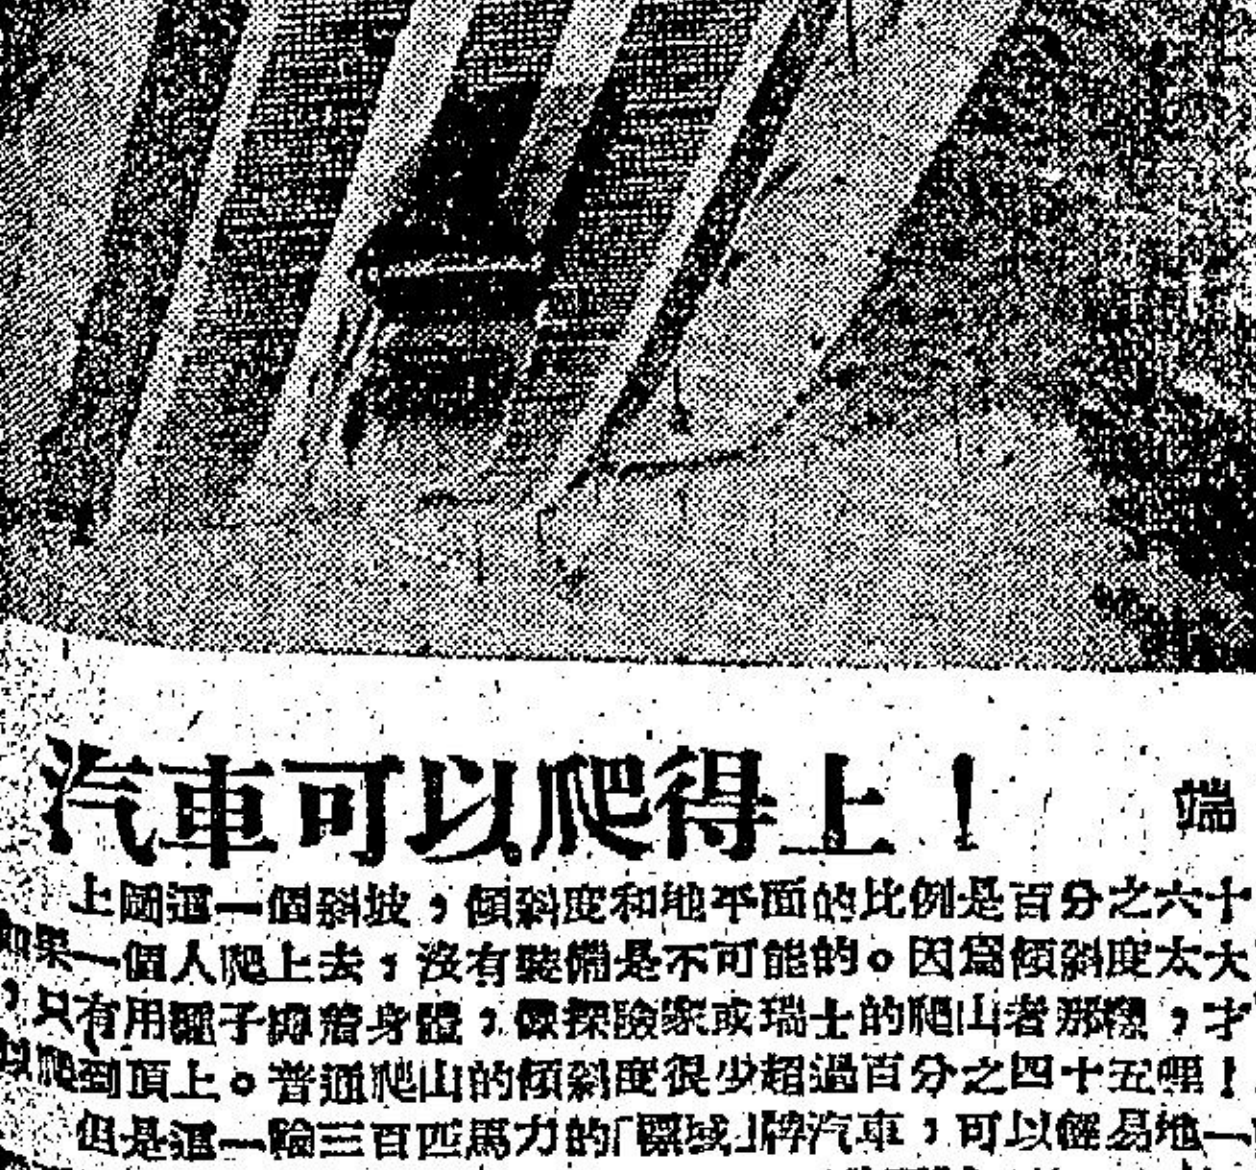 汽車可以爬得上！ 端
上圖這一個斜坡，傾斜度和地平面的比例是百分之六十
如果一個人爬上去，沒有裝備是不可能的。因爲傾斜度太大
，只有用繩子縛着身體，像探險家或瑞士的爬山者那樣，才
以爬到頂上。普通爬山的傾斜度很少超過百分之四十五哩！
但是這一輪三百匹馬力的「」牌汽車，可以輕易地一